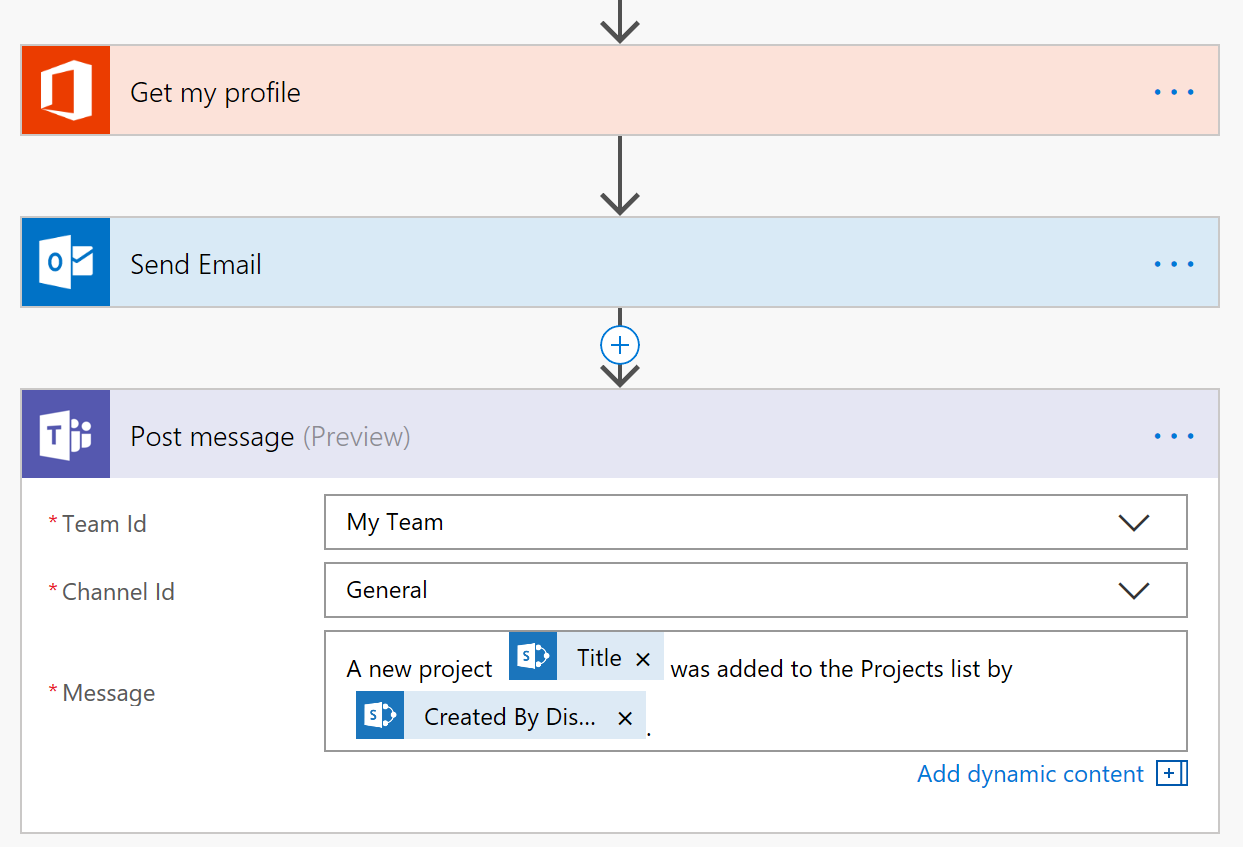 Get my profile
Send Email
Post message (Preview)
* Team Id
My Team
* Channel Id
General
* Message
A new project Title × was added to the Projects list by
Created By Dis... × .
Add dynamic content